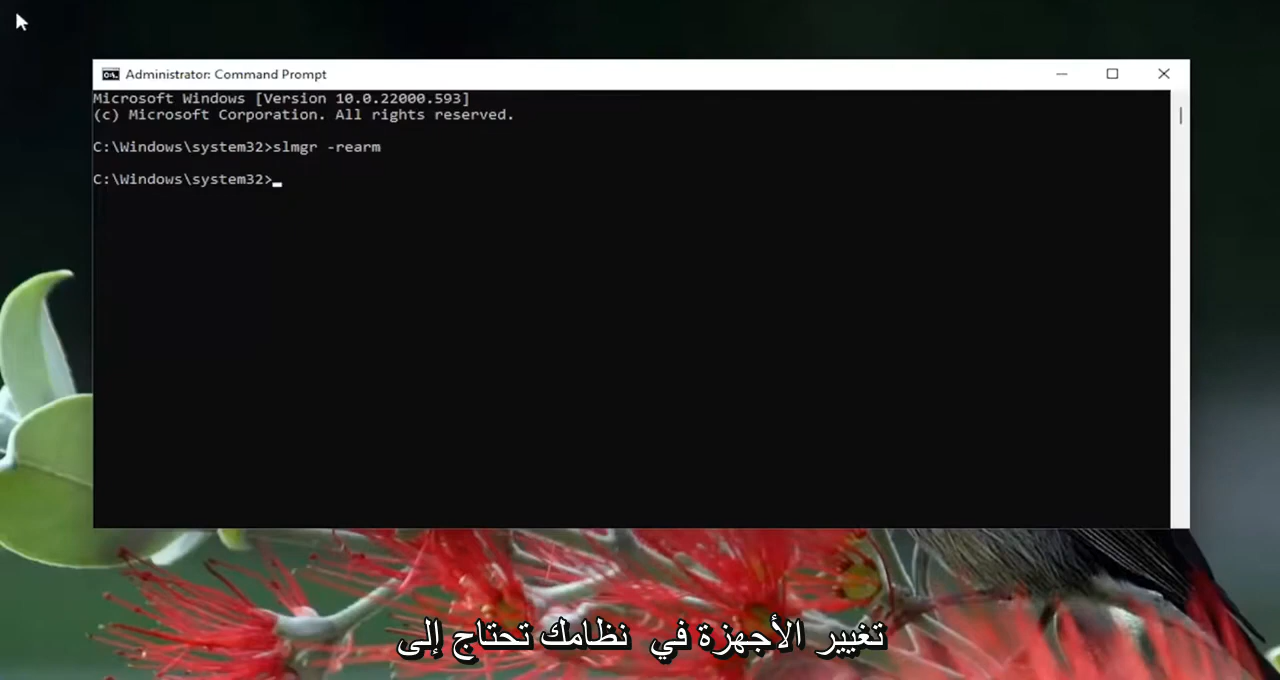 Administrator: Command Prompt
Microsoft Windows [Version 10.0.22000.593]
(c) Microsoft Corporation. All rights reserved.
C:\Windows\system32>slmgr -rearm
C:\Windows\system32>
تغيير الأجهزة في نظامك تحتاج إلى